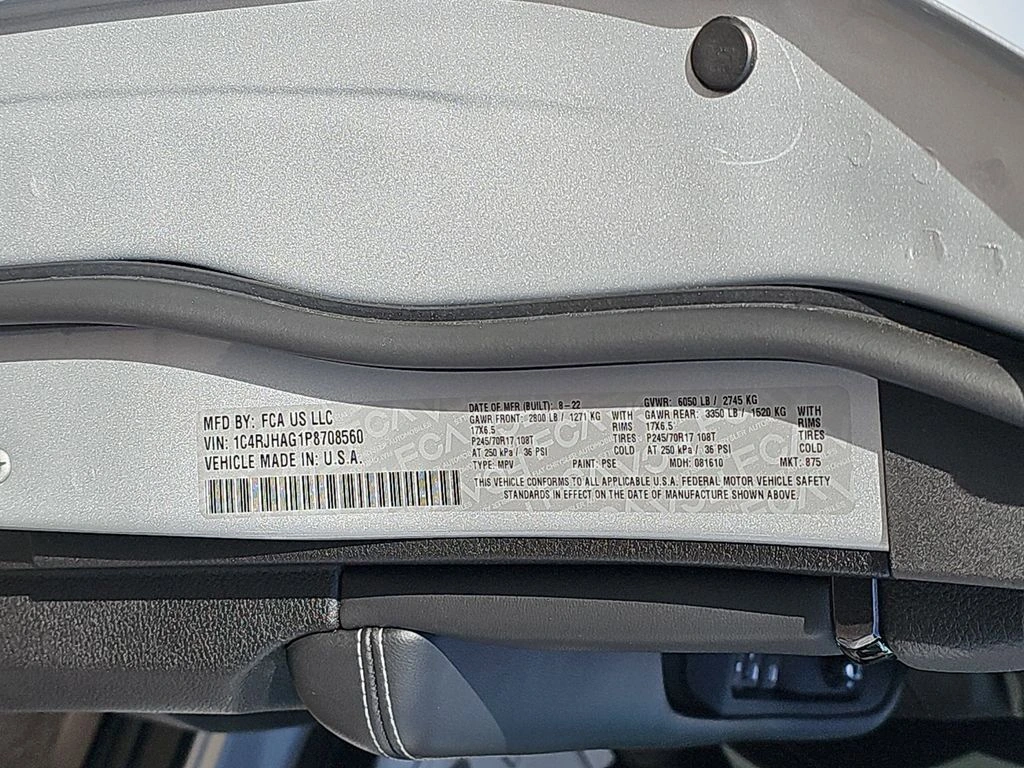 MFD BY: FCA US LLC
VIN: 1C4RJHAG1P8708560
VEHICLE MADE IN: U.S.A.
DATE OF MFR (BUILT): 8-22
GVWR: 6050 LB / 2745 KG
GAWR FRONT: 2800 LB / 1271 KG WITH
17X6.5 RIMS
P245/70R17 108T TIRES
AT 250 kPa / 36 PSI COLD
GAWR REAR: 3350 LB / 1520 KG WITH
17X6.5 RIMS
P245/70R17 108T TIRES
AT 250 kPa / 36 PSI COLD
TYPE: MPV PAINT: PSE MDH: 081610 MKT: 875
THIS VEHICLE CONFORMS TO ALL APPLICABLE U.S.A. FEDERAL MOTOR VEHICLE SAFETY
STANDARDS IN EFFECT ON THE DATE OF MANUFACTURE SHOWN ABOVE.